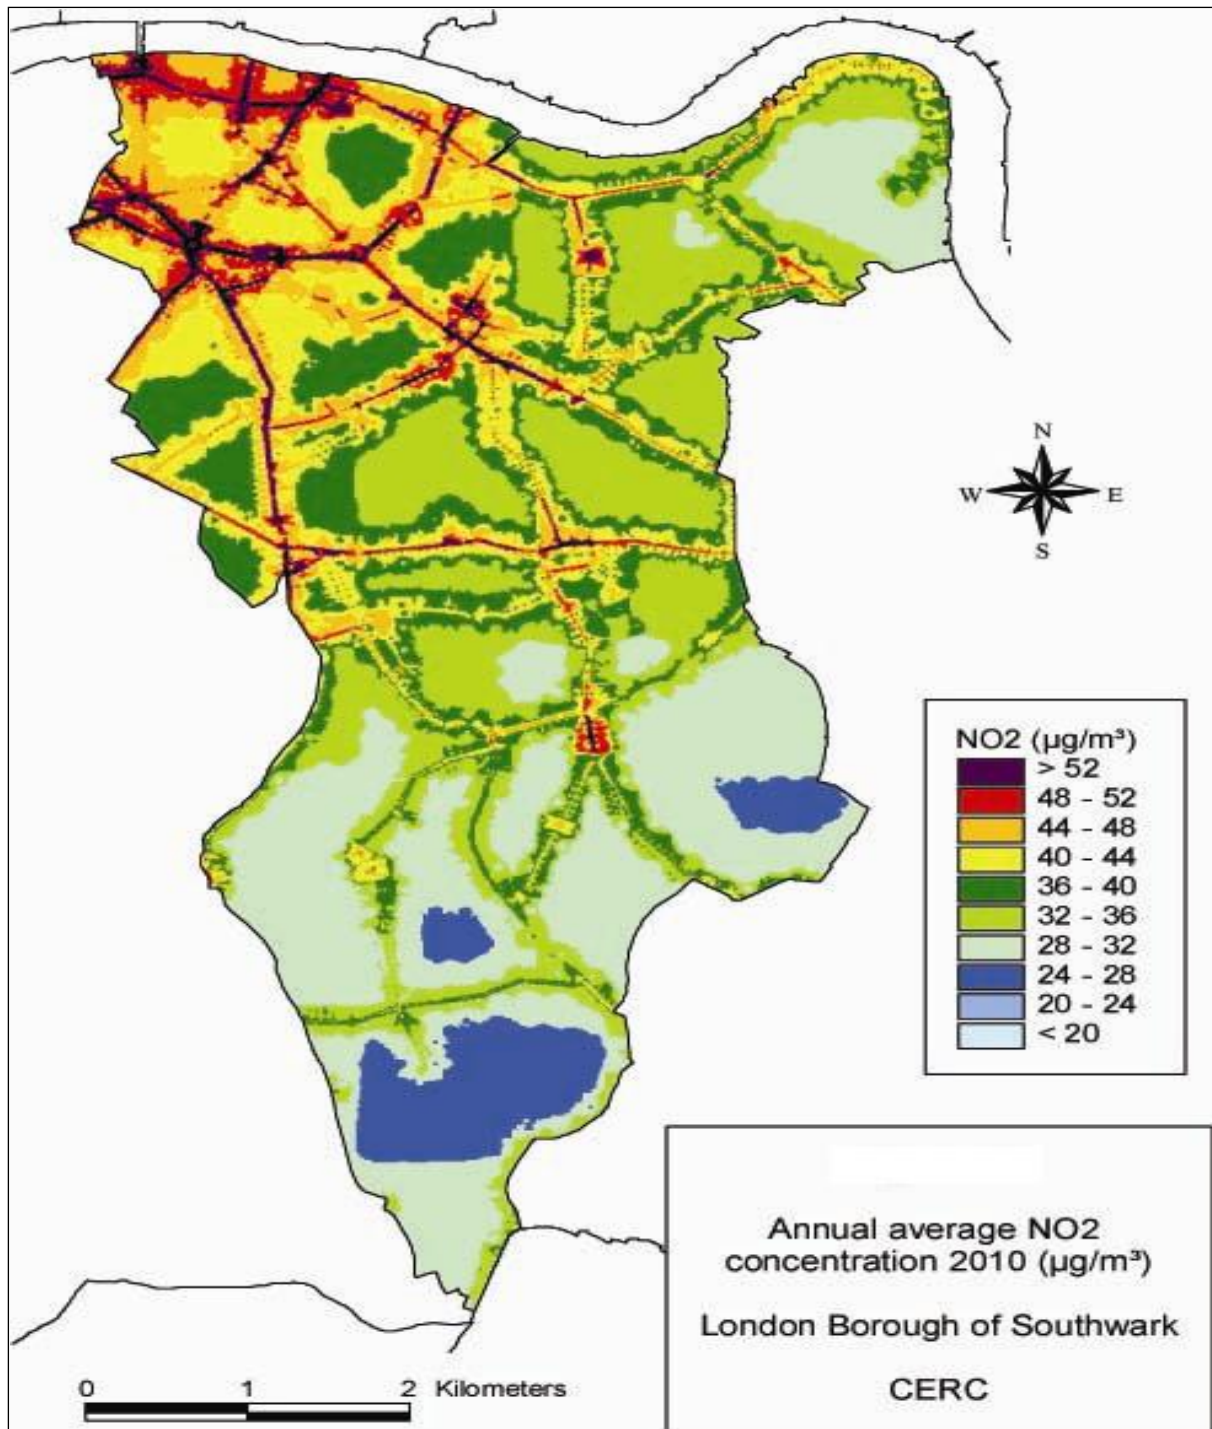 N
W
E
S
NO2 (µg/m³)
> 52
48 - 52
44 - 48
40 - 44
36 - 40
32 - 36
28 - 32
24 - 28
20 - 24
< 20
Annual average NO2
concentration 2010 (µg/m³)
London Borough of Southwark
CERC
0 1 2 Kilometers